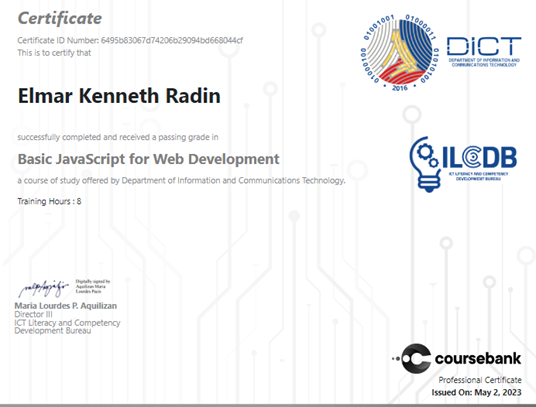 Certificate
Certificate ID Number: 6495b83067d74206b29094bd668044cf
This is to certify that
Elmar Kenneth Radin
successfully completed and received a passing grade in
Basic JavaScript for Web Development
a course of study offered by Department of Information and Communications Technology.
Training Hours : 8
01001001 01000011
01000100 01010100
2016
DICT
DEPARTMENT OF INFORMATION AND
COMMUNICATIONS TECHNOLOGY
ILCDB
ICT LITERACY AND COMPETENCY
DEVELOPMENT BUREAU
Digitally signed by
Aquilizan Maria
Lourdes
Maria Lourdes P. Aquilizan
Director III
ICT Literacy and Competency
Development Bureau
coursebank
Professional Certificate
Issued On: May 2, 2023